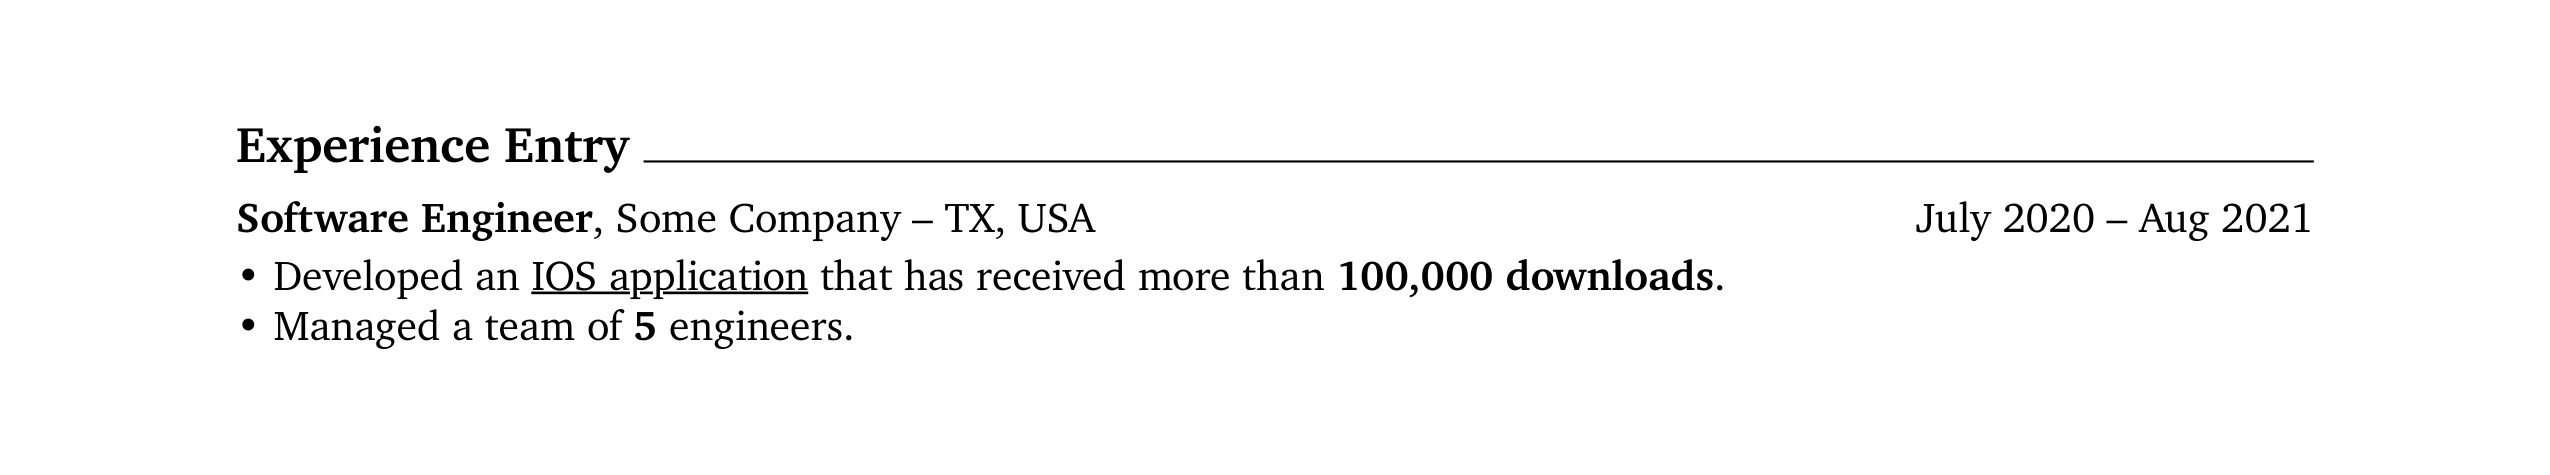 Experience Entry
Software Engineer, Some Company – TX, USA July 2020 – Aug 2021
• Developed an IOS application that has received more than 100,000 downloads.
• Managed a team of 5 engineers.